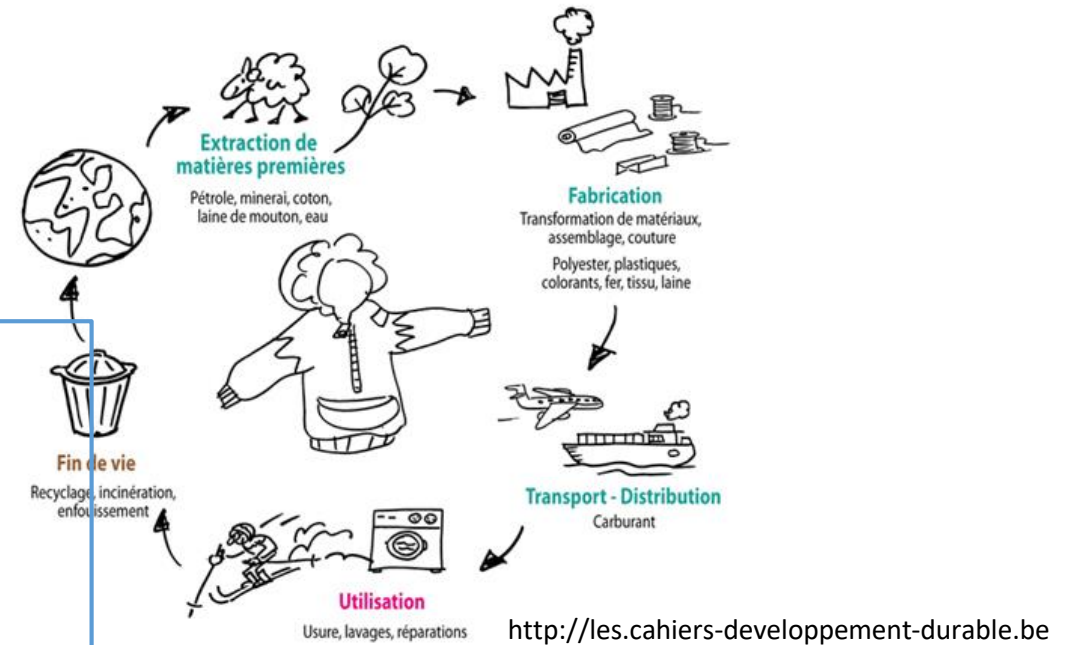 Extraction de
matières premières
Pétrole, minerai, coton,
laine de mouton, eau
Fabrication
Transformation de matériaux,
assemblage, couture
Polyester, plastiques,
colorants, fer, tissu, laine
Transport - Distribution
Carburant
Utilisation
Usure, lavages, réparations
Fin de vie
Recyclage, incinération,
enfouissement
http://les.cahiers-developpement-durable.be